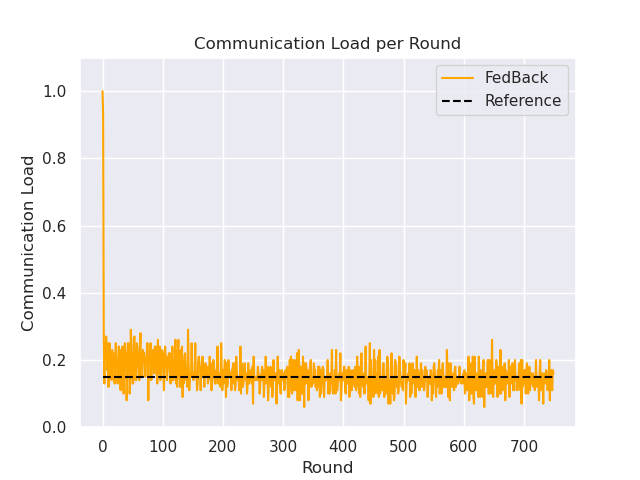 Communication Load per Round
FedBack
Reference
Communication Load
1.0
0.8
0.6
0.4
0.2
0.0
0 100 200 300 400 500 600 700
Round